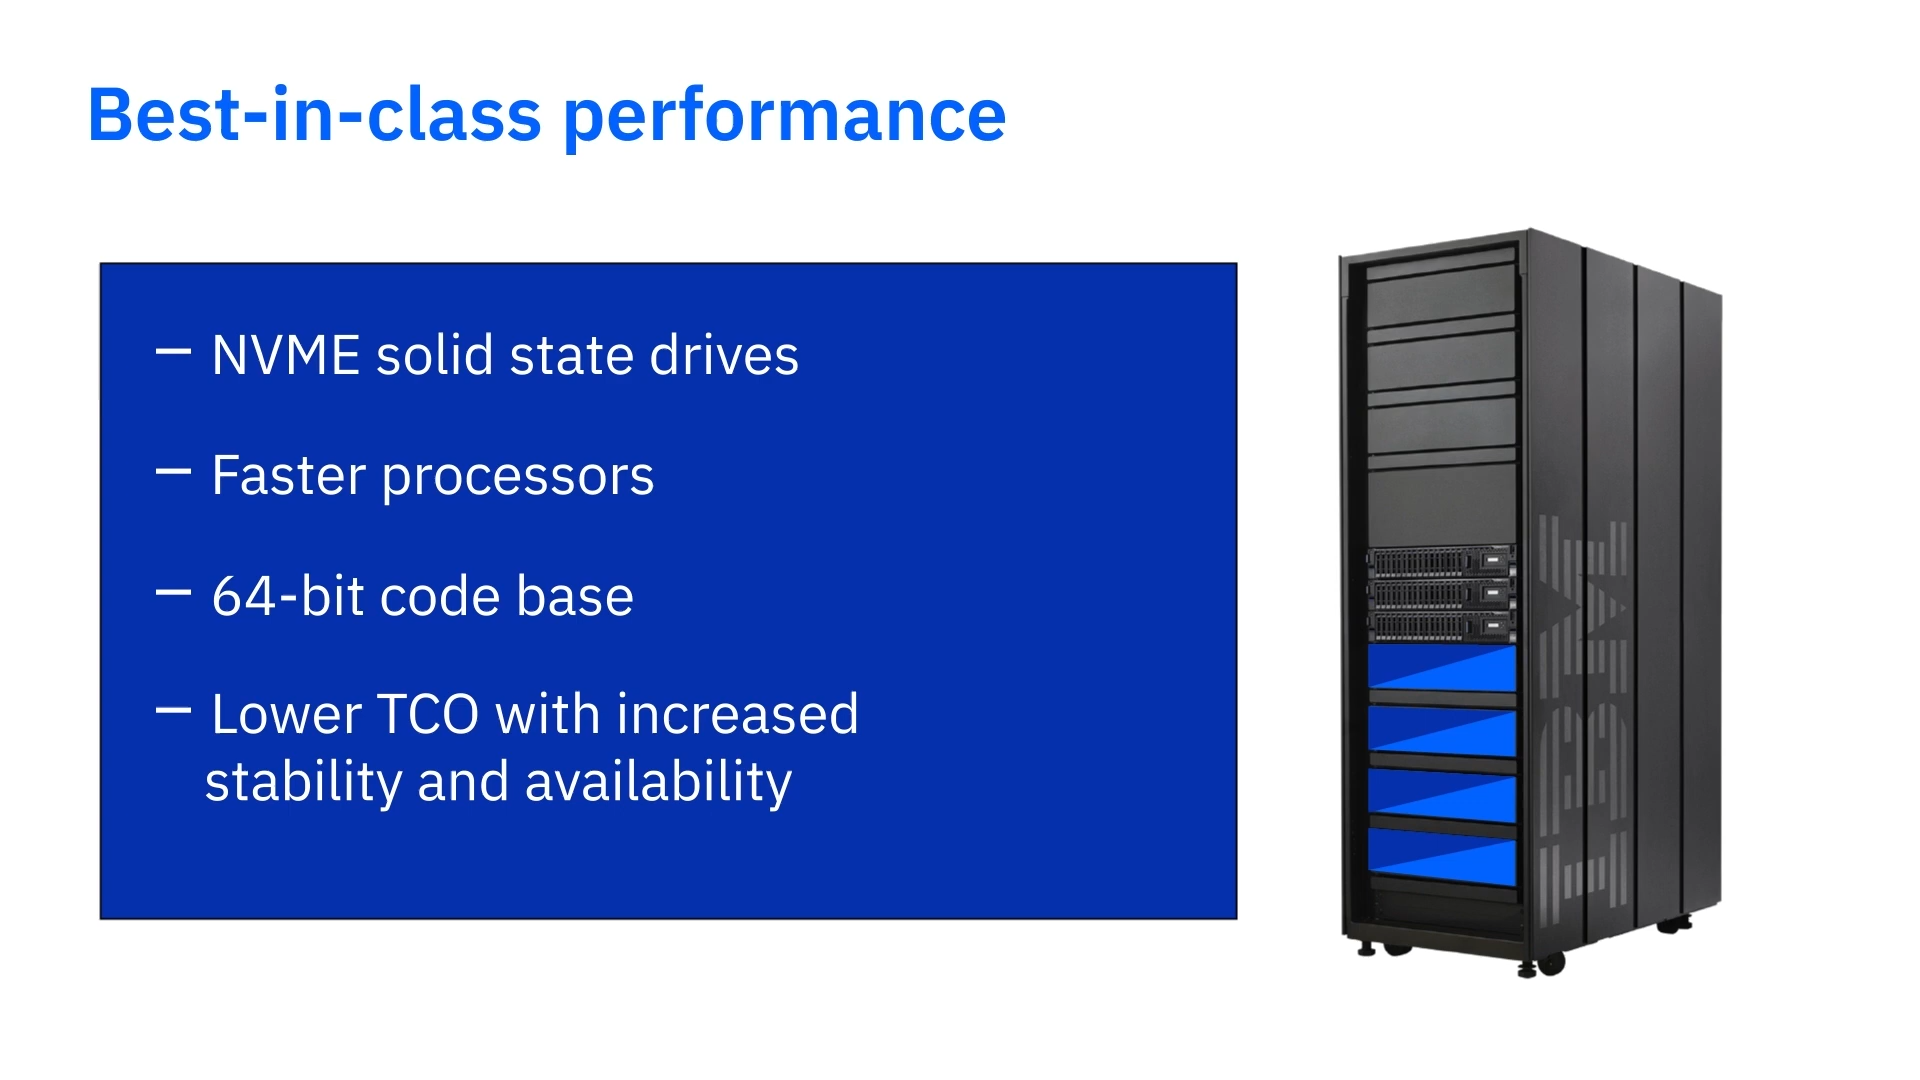 Best-in-class performance
— NVME solid state drives
— Faster processors
— 64-bit code base
— Lower TCO with increased
stability and availability
IBM